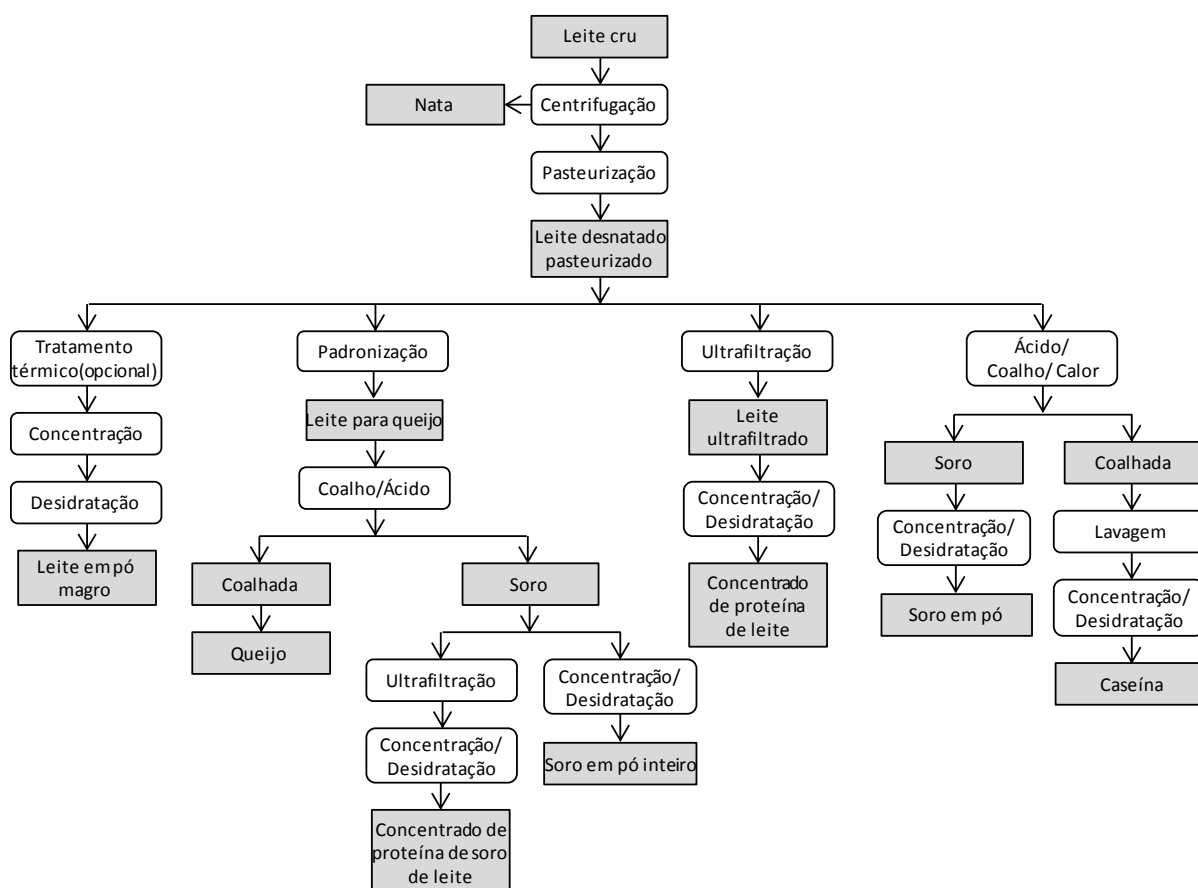 Leite cru
Nata
Centrifugação
Pasteurização
Leite desnatado
pasteurizado
Tratamento
térmico(opcional)
Concentração
Desidratação
Leite em pó
magro
Padronização
Leite para queijo
Coalho/Ácido
Coalhada
Queijo
Soro
Ultrafiltração
Concentração/
Desidratação
Concentrado de
proteína de soro
de leite
Concentração/
Desidratação
Soro em pó inteiro
Ultrafiltração
Leite
ultrafiltrado
Concentração/
Desidratação
Concentrado
de proteína
de leite
Ácido/
Coalho/ Calor
Soro
Concentração/
Desidratação
Soro em pó
Coalhada
Lavagem
Concentração/
Desidratação
Caseína